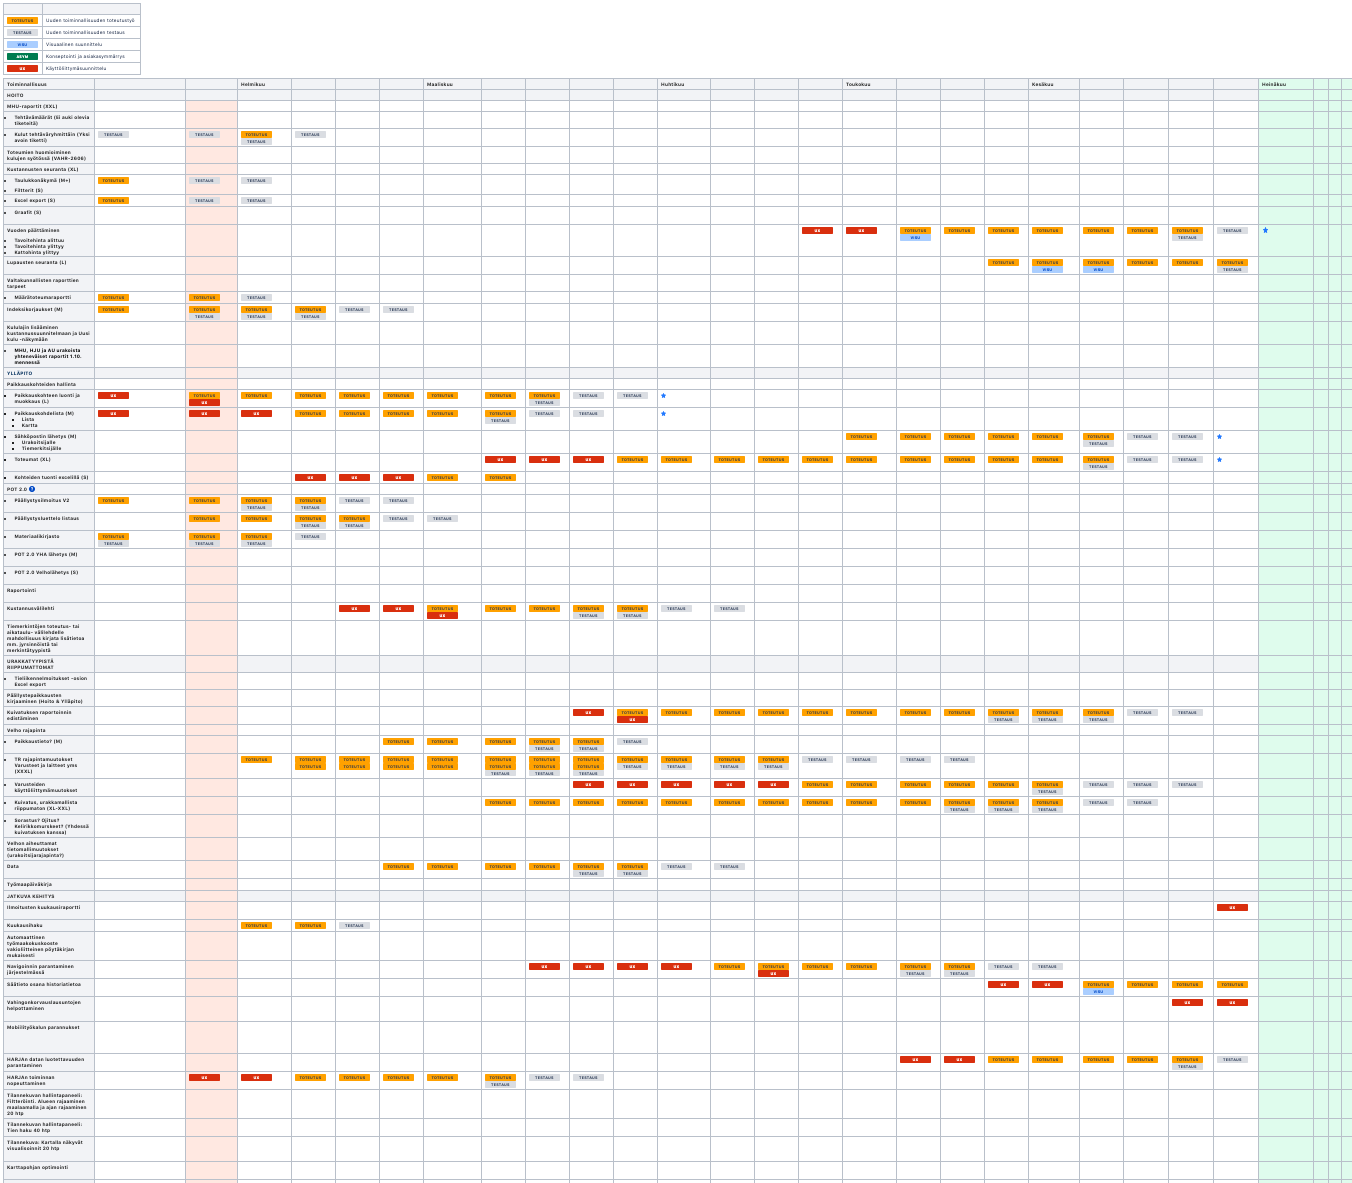 TOTEUTUS Uuden toiminnallisuuden toteutustyö
TESTAUS Uuden toiminnallisuuden testaus
VISU Visuaalinen suunnittelu
ASYM Konseptointi ja asiakasymmärrys
UX Käyttöliittymäsuunnittelu
Toiminnallisuus Helmikuu Maaliskuu Huhtikuu Toukokuu Kesäkuu Heinäkuu
HOITO
MHU-raportit (XXL)
Tehtävämäärät (ei auki olevia
tikettejä)
Kulut tehtäväryhmittäin (Yksi
avoin tiketti)
TESTAUS TESTAUS TOTEUTUS TESTAUS
TESTAUS
Toteumien huomioiminen
kulujen syötössä (VAHR-2606)
Kustannusten seuranta (XL)
Taulukkonäkymä (M+) TOTEUTUS TESTAUS TESTAUS
Filtterit (S)
Excel export (S) TOTEUTUS TESTAUS TESTAUS
Graafit (S)
Vuoden päättäminen UX UX TOTEUTUS TOTEUTUS TOTEUTUS TOTEUTUS TOTEUTUS TOTEUTUS TOTEUTUS TESTAUS
VISU TESTAUS
Tavoitehinta alittuu
Tavoitehinta ylittyy
Kattohinta ylittyy
Lupausten seuranta (L) TOTEUTUS TOTEUTUS TOTEUTUS TOTEUTUS TOTEUTUS TOTEUTUS
VISU VISU TESTAUS
Valtakunnallisten raporttien
tarpeet
Määrätoteumaraportti TOTEUTUS TOTEUTUS TESTAUS
Indeksikorjaukset (M) TOTEUTUS TOTEUTUS TOTEUTUS TOTEUTUS TESTAUS TESTAUS
TESTAUS TESTAUS TESTAUS
Kululajin lisääminen
kustannussuunnitelmaan ja Uusi
kulu -näkymään
MHU, HJU ja AU urakoista
yhteneväiset raportit 1.10.
mennessä
YLLÄPITO
Paikkauskohteiden hallinta
Paikkauskohteen luonti ja
muokkaus (L)
UX TOTEUTUS TOTEUTUS TOTEUTUS TOTEUTUS TOTEUTUS TOTEUTUS TOTEUTUS TOTEUTUS TESTAUS TESTAUS
UX TESTAUS
Paikkauskohdelista (M) UX UX UX TOTEUTUS TOTEUTUS TOTEUTUS TOTEUTUS TOTEUTUS TESTAUS TESTAUS
TESTAUS
Lista
Kartta
Sähköpostin lähetys (M) TOTEUTUS TOTEUTUS TOTEUTUS TOTEUTUS TOTEUTUS TOTEUTUS TESTAUS TESTAUS
TESTAUS
Urakoitsijalle
Tiemerkitsijälle
Toteumat (XL) UX UX UX TOTEUTUS TOTEUTUS TOTEUTUS TOTEUTUS TOTEUTUS TOTEUTUS TOTEUTUS TOTEUTUS TOTEUTUS TOTEUTUS TOTEUTUS TESTAUS TESTAUS
TESTAUS
Kohteiden tuonti excelillä (S) UX UX UX TOTEUTUS TOTEUTUS
POT 2.0 ?
Päällystysilmoitus V2 TOTEUTUS TOTEUTUS TOTEUTUS TOTEUTUS TESTAUS TESTAUS
TESTAUS TESTAUS
Päällystysluettelo listaus TOTEUTUS TOTEUTUS TOTEUTUS TOTEUTUS TESTAUS TESTAUS
TESTAUS TESTAUS
Materiaalikirjasto TOTEUTUS TOTEUTUS TOTEUTUS TESTAUS
TESTAUS TESTAUS TESTAUS
POT 2.0 YHA lähetys (M)
POT 2.0 Velholähetys (S)
Raportointi
Kustannusvälilehti UX UX TOTEUTUS TOTEUTUS TOTEUTUS TOTEUTUS TOTEUTUS TESTAUS TESTAUS
UX TESTAUS TESTAUS
Tiemerkintöjen toteutus- tai
aikataulu- välilehdelle
mahdollisuus kirjata lisätietoa
mm. jyrsinnöistä tai
merkintätyypistä
URAKKATYYPISTÄ
RIIPPUMATTOMAT
Tieliikennelmoitukset -osion
Excel export
Päällystepaikkausten
kirjaaminen (Hoito & Ylläpito)
Kuivatuksen raportoinnin
edistäminen
UX TOTEUTUS TOTEUTUS TOTEUTUS TOTEUTUS TOTEUTUS TOTEUTUS TOTEUTUS TOTEUTUS TOTEUTUS TOTEUTUS TOTEUTUS TESTAUS TESTAUS
UX TESTAUS TESTAUS TESTAUS
Velho rajapinta
Paikkaustieto? (M) TOTEUTUS TOTEUTUS TOTEUTUS TOTEUTUS TOTEUTUS TESTAUS
TESTAUS TESTAUS
TR rajapintamuutokset
Varusteet ja laitteet yms
(XXXL)
TOTEUTUS TOTEUTUS TOTEUTUS TOTEUTUS TOTEUTUS TOTEUTUS TOTEUTUS TOTEUTUS TOTEUTUS TOTEUTUS TOTEUTUS TOTEUTUS TESTAUS TESTAUS TESTAUS TESTAUS
TOTEUTUS TOTEUTUS TOTEUTUS TOTEUTUS TOTEUTUS TOTEUTUS TOTEUTUS TOTEUTUS TESTAUS TESTAUS TESTAUS
TESTAUS TESTAUS TESTAUS
Varusteiden
käyttöliittymämuutokset
UX UX UX UX UX TOTEUTUS TOTEUTUS TOTEUTUS TOTEUTUS TOTEUTUS TOTEUTUS TESTAUS TESTAUS TESTAUS
TESTAUS
Kuivatus, urakkamallista
riippumaton (XL-XXL)
TOTEUTUS TOTEUTUS TOTEUTUS TOTEUTUS TOTEUTUS TOTEUTUS TOTEUTUS TOTEUTUS TOTEUTUS TOTEUTUS TOTEUTUS TOTEUTUS TOTEUTUS TESTAUS TESTAUS
TESTAUS TESTAUS TESTAUS
Sorastus? Ojitus?
Kelirikkomurskeet? (Yhdessä
kuivatuksen kanssa)
Velhon aiheuttamat
tietomallimuutokset
(urakoitsijarajapinta?)
Data TOTEUTUS TOTEUTUS TOTEUTUS TOTEUTUS TOTEUTUS TOTEUTUS TESTAUS TESTAUS
TESTAUS TESTAUS
Työmaapäiväkirja
JATKUVA KEHITYS
Ilmoitusten kuukausiraportti UX
Kuukausihaku TOTEUTUS TOTEUTUS TESTAUS
Automaattinen
työmaakokouskooste
vakioliitteinen pöytäkirjan
mukaisesti
Navigoinnin parantaminen
järjestelmässä
UX UX UX UX TOTEUTUS TOTEUTUS TOTEUTUS TOTEUTUS TOTEUTUS TOTEUTUS TESTAUS TESTAUS
UX TESTAUS TESTAUS
Säätieto osana historiatietoa UX UX TOTEUTUS TOTEUTUS TOTEUTUS TOTEUTUS
VISU
Vahingonkorvauslausuntojen
helpottaminen
UX UX
Mobiilityökalun parannukset
HARJAn datan luotettavuuden
parantaminen
UX UX TOTEUTUS TOTEUTUS TOTEUTUS TOTEUTUS TOTEUTUS TESTAUS
TESTAUS
HARJAn toiminnan
nopeuttaminen
UX UX TOTEUTUS TOTEUTUS TOTEUTUS TOTEUTUS TOTEUTUS TESTAUS TESTAUS
TESTAUS
Tilannekuvan hallintapaneeli:
Filtteröinti. Alueen rajaaminen
maalaamalla ja ajan rajaaminen
20 htp
Tilannekuvan hallintapaneeli:
Tien haku 40 htp
Tilannekuva: Kartalla näkyvät
visualisoinnit 20 htp
Karttapohjan optimointi